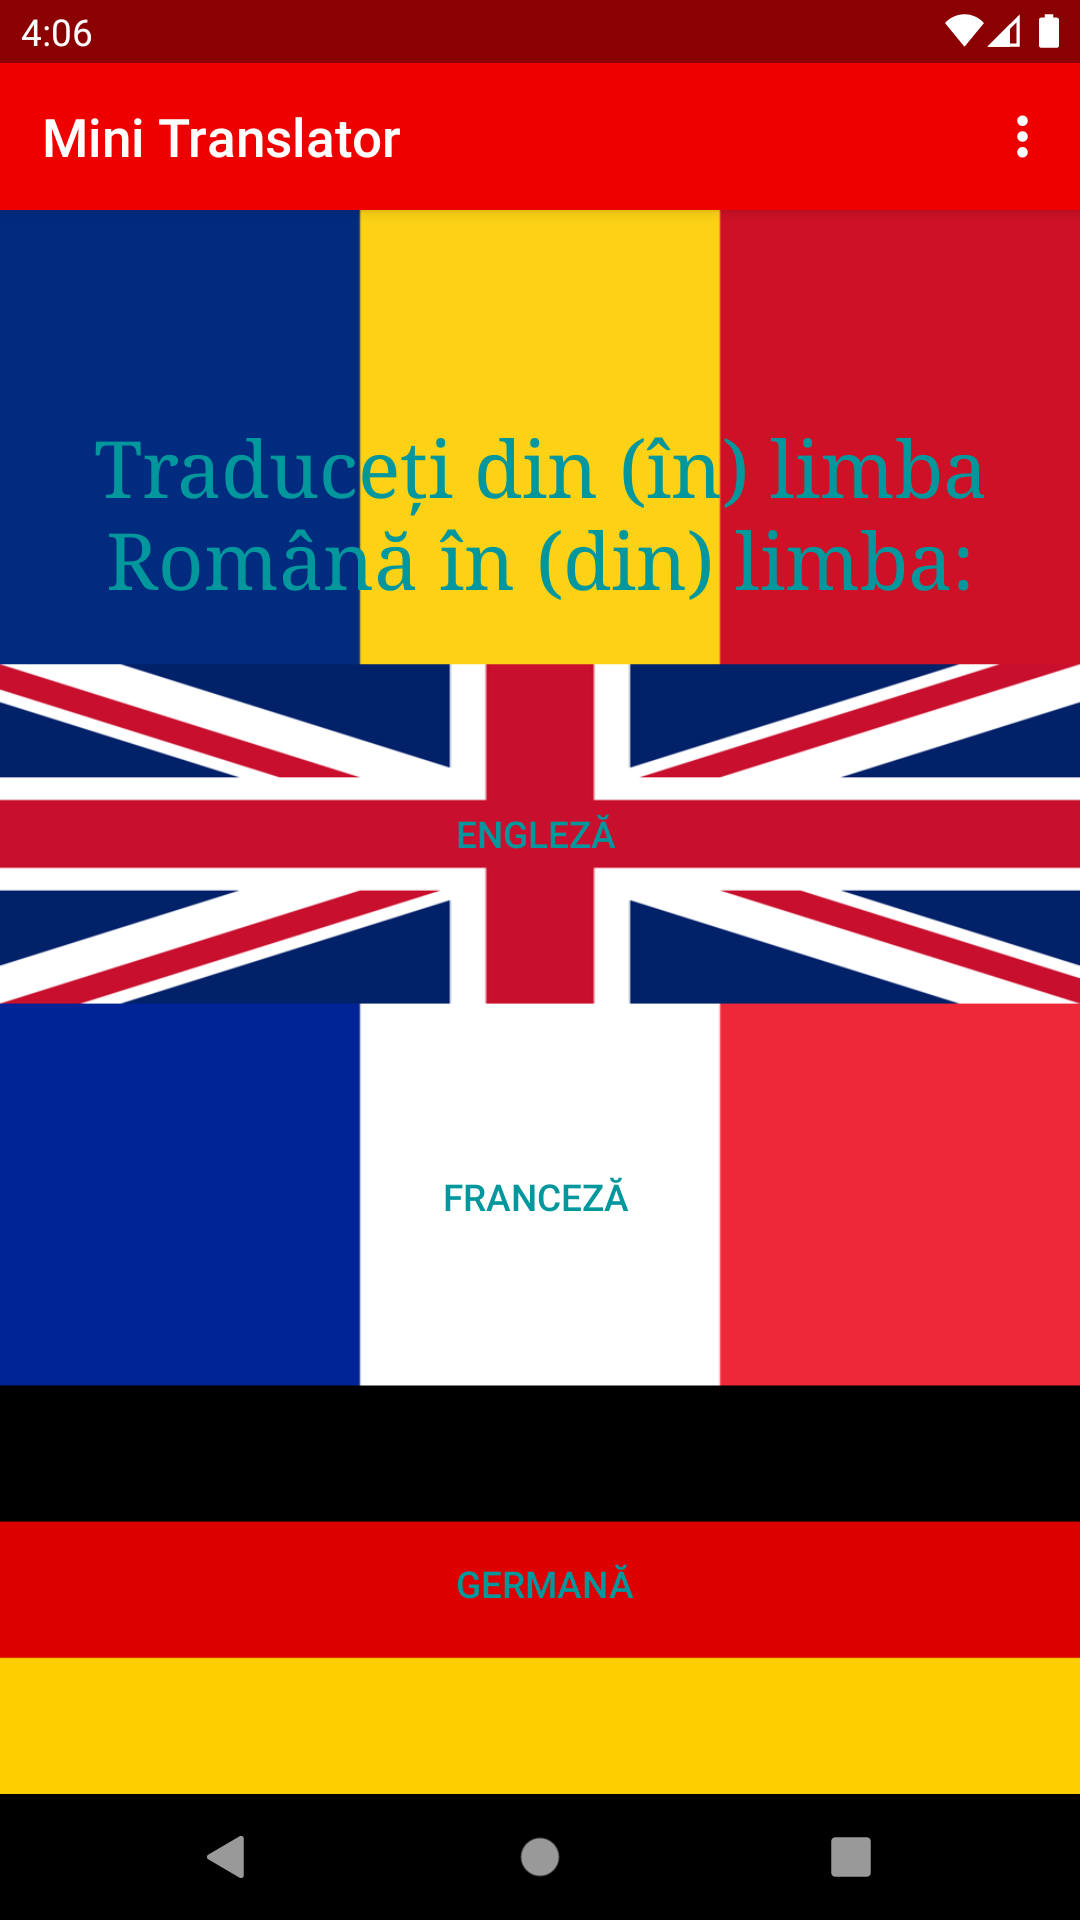 4:06
Mini Translator
Traduceți din (în) limba
Română în (din) limba:
ENGLEZĂ
FRANCEZĂ
GERMANĂ